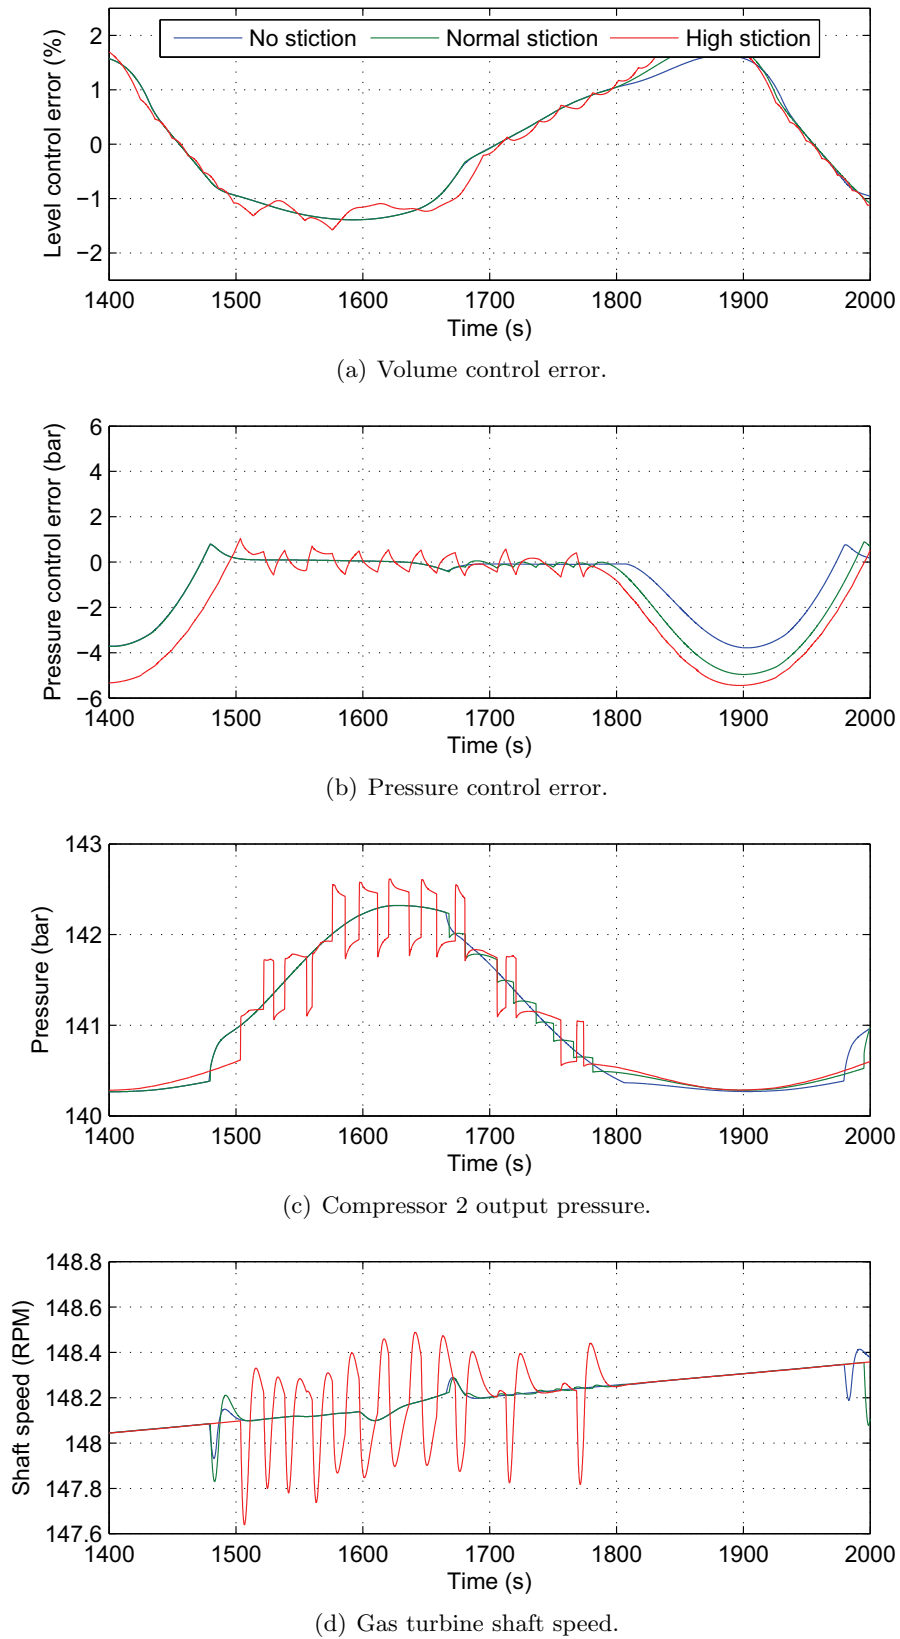 No stiction Normal stiction High stiction
Level control error (%)
2
1
0
−1
−2
1400 1500 1600 1700 1800 1900 2000
Time (s)
(a) Volume control error.
Pressure control error (bar)
6
4
2
0
−2
−4
−6
1400 1500 1600 1700 1800 1900 2000
Time (s)
(b) Pressure control error.
Pressure (bar)
143
142
141
140
1400 1500 1600 1700 1800 1900 2000
Time (s)
(c) Compressor 2 output pressure.
Shaft speed (RPM)
148.8
148.6
148.4
148.2
148
147.8
147.6
1400 1500 1600 1700 1800 1900 2000
Time (s)
(d) Gas turbine shaft speed.